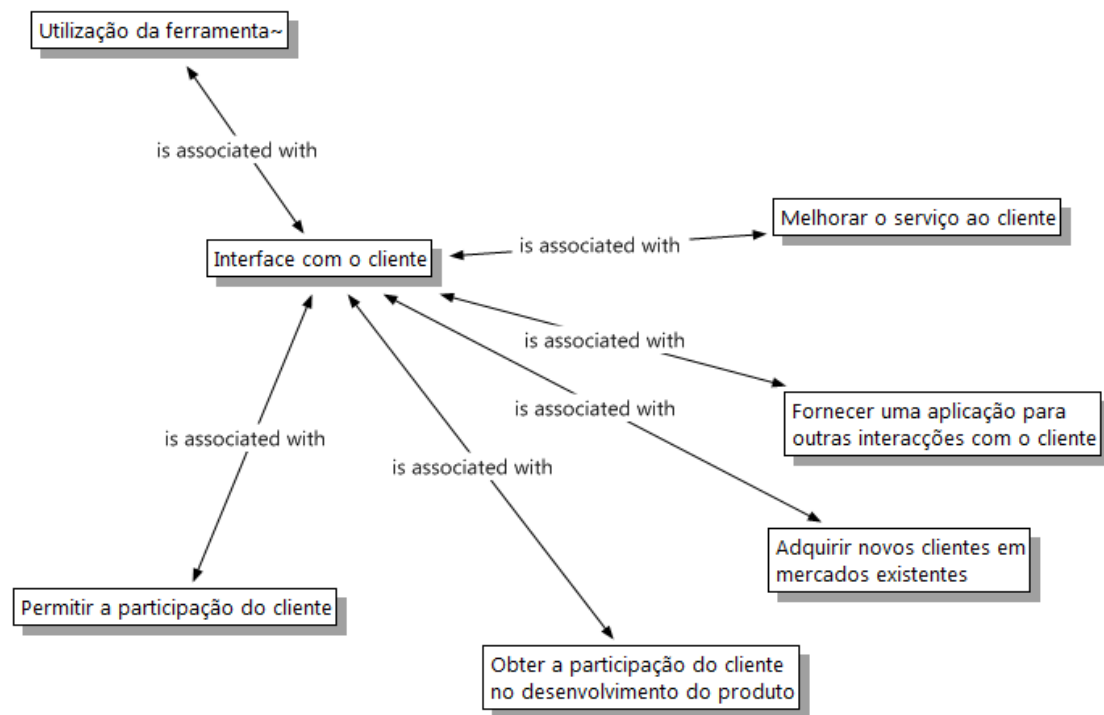 Utilização da ferramenta~
is associated with
Interface com o cliente
is associated with
Melhorar o serviço ao cliente
is associated with
Fornecer uma aplicação para
outras interacções com o cliente
is associated with
Adquirir novos clientes em
mercados existentes
is associated with
Permitir a participação do cliente
is associated with
Obter a participação do cliente
no desenvolvimento do produto